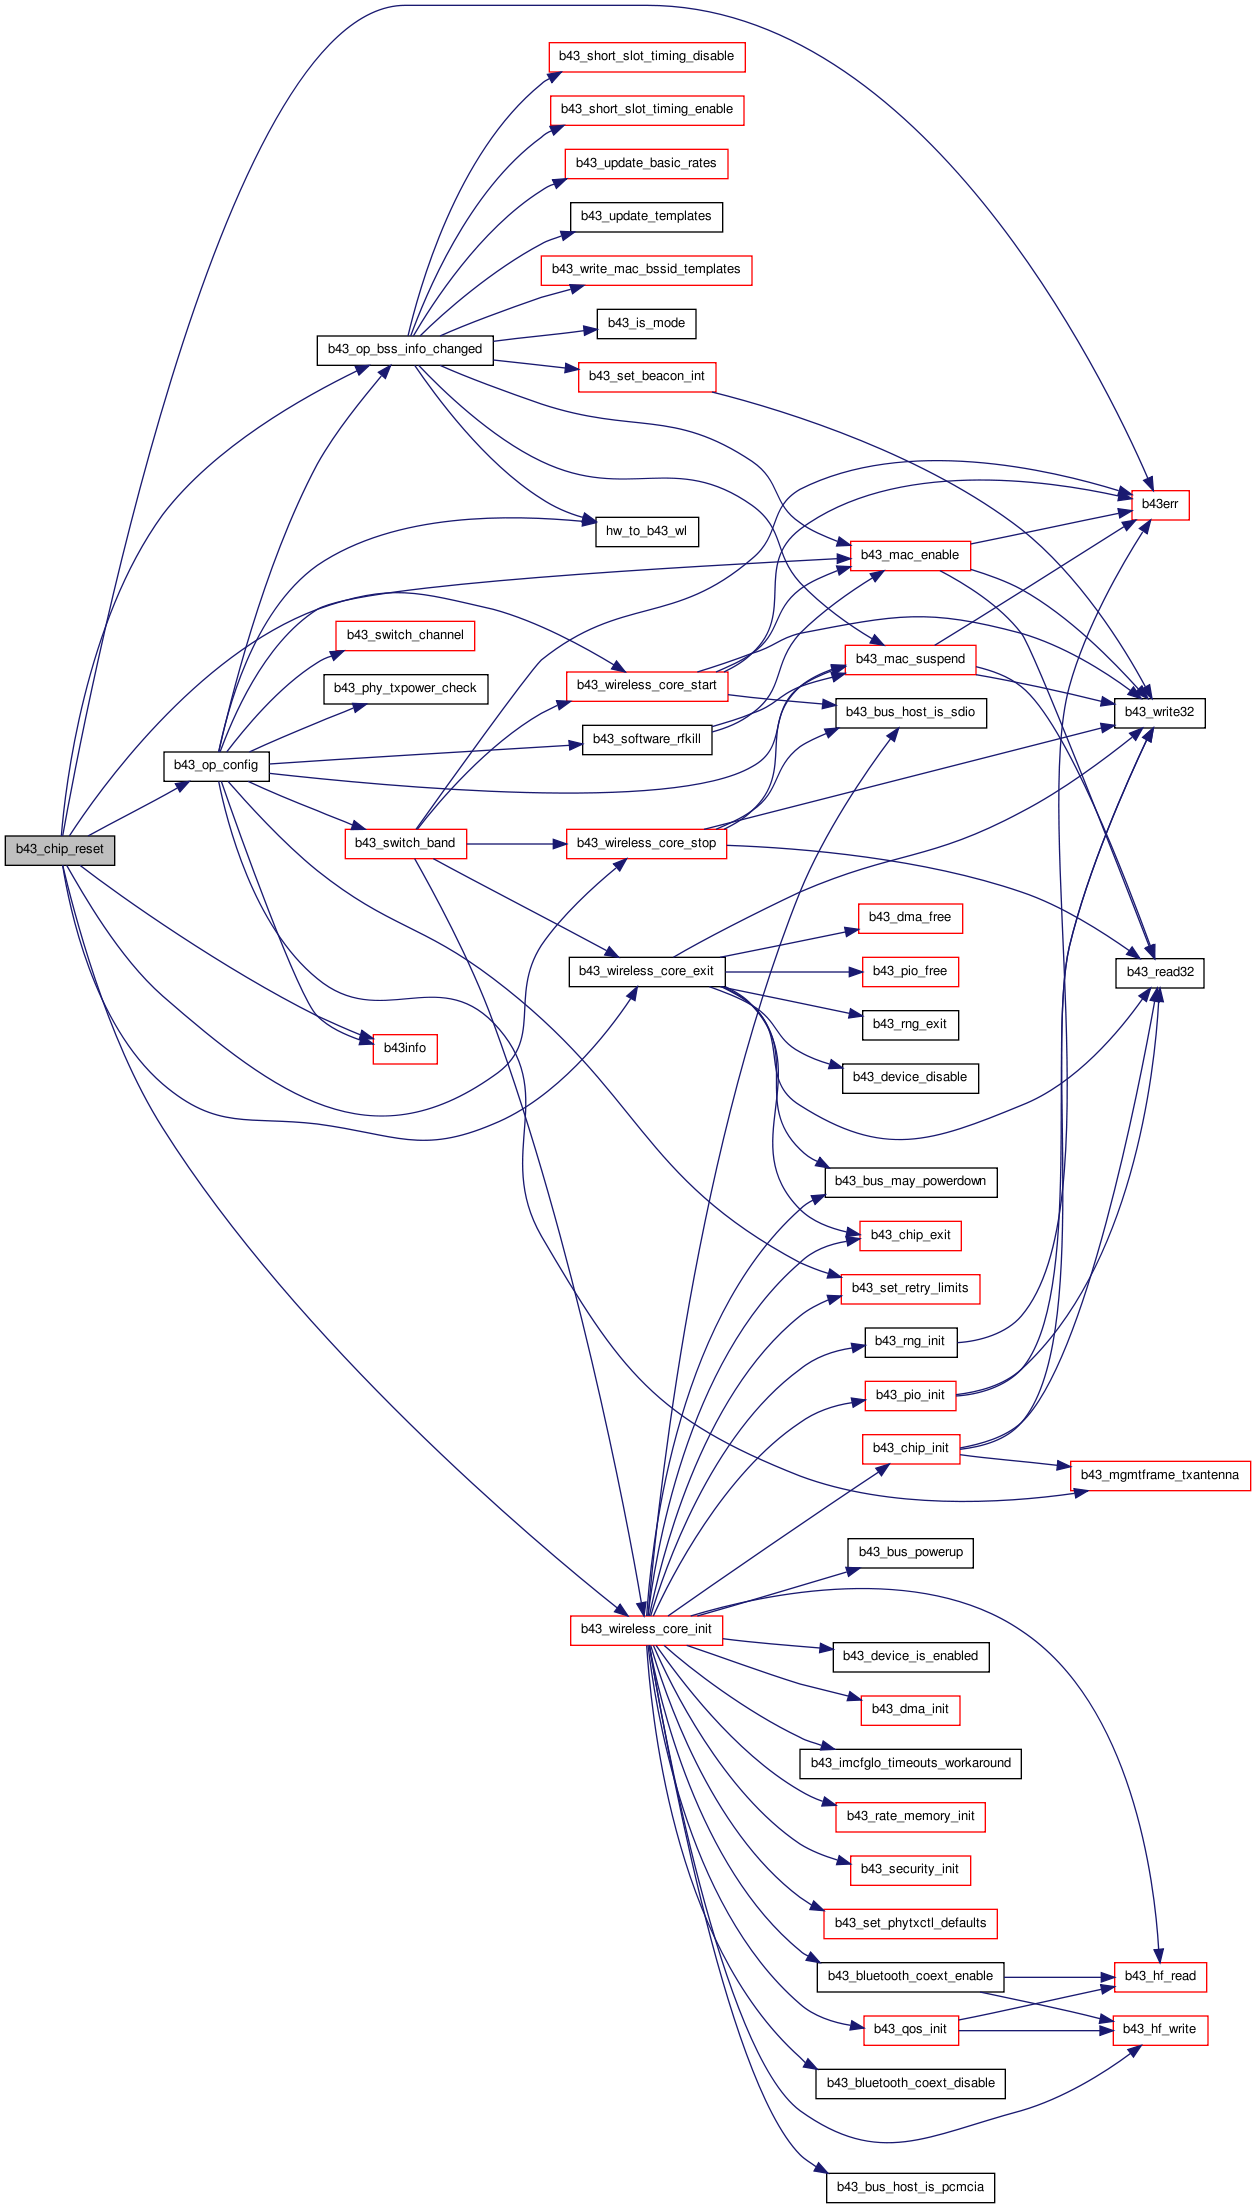 b43_short_slot_timing_disable
b43_short_slot_timing_enable
b43_update_basic_rates
b43_update_templates
b43_write_mac_bssid_templates
b43_is_mode
b43_op_bss_info_changed
b43_set_beacon_int
b43err
hw_to_b43_wl
b43_mac_enable
b43_switch_channel
b43_mac_suspend
b43_phy_txpower_check
b43_wireless_core_start
b43_bus_host_is_sdio
b43_write32
b43_software_rfkill
b43_op_config
b43_chip_reset
b43_switch_band
b43_wireless_core_stop
b43_dma_free
b43_wireless_core_exit
b43_pio_free
b43_read32
b43_rng_exit
b43info
b43_device_disable
b43_bus_may_powerdown
b43_chip_exit
b43_set_retry_limits
b43_rng_init
b43_pio_init
b43_chip_init
b43_mgmtframe_txantenna
b43_bus_powerup
b43_wireless_core_init
b43_device_is_enabled
b43_dma_init
b43_imcfglo_timeouts_workaround
b43_rate_memory_init
b43_security_init
b43_set_phytxctl_defaults
b43_bluetooth_coext_enable
b43_hf_read
b43_qos_init
b43_hf_write
b43_bluetooth_coext_disable
b43_bus_host_is_pcmcia